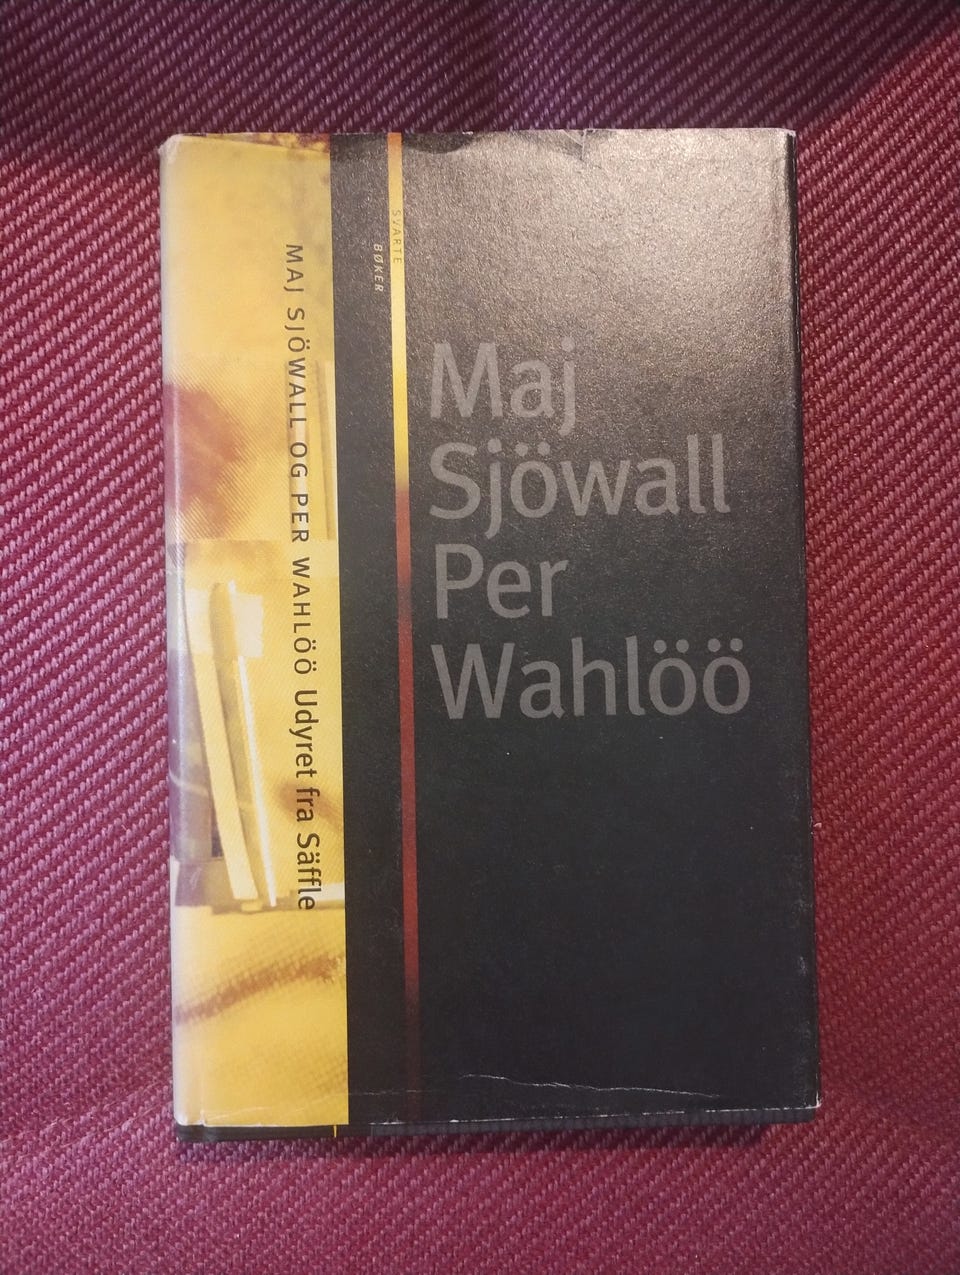 MAJ SJÖWALL OG PER WAHLÖÖ Udyret fra Säffle
SVARTE
BØKER
Maj
Sjöwall
Per
Wahlöö